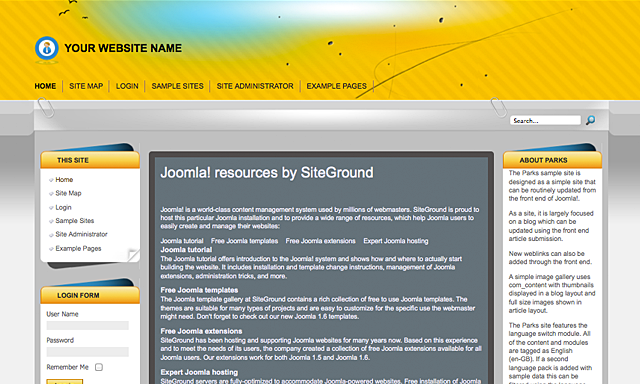 YOUR WEBSITE NAME
HOME SITE MAP LOGIN SAMPLE SITES SITE ADMINISTRATOR EXAMPLE PAGES
Search...
THIS SITE
Home
Site Map
Login
Sample Sites
Site Administrator
Example Pages
LOGIN FORM
User Name
Password
Remember Me
Joomla! resources by SiteGround
Joomla! is a world-class content management system used by millions of webmasters. SiteGround is proud to
host this particular Joomla installation and to provide a wide range of resources, which help Joomla users to
easily create and manage their websites:
Joomla tutorial Free Joomla templates Free Joomla extensions Expert Joomla hosting
Joomla tutorial
The Joomla tutorial offers introduction to the Joomla! system and shows how and where to actually start
building the website. It includes installation and template change instructions, management of Joomla
extensions, administration tricks, and more.
Free Joomla templates
The Joomla template gallery at SiteGround contains a rich collection of free to use Joomla templates. The
themes are suitable for many types of projects and are easy to customize for the specific use the webmaster
might need. Don't forget to check out our new Joomla 1.6 templates.
Free Joomla extensions
SiteGround has been hosting and supporting Joomla websites for many years now. Based on this experience
and to meet the needs of its users, the company created a collection of free Joomla extensions available for all
Joomla users. Our extensions work for both Joomla 1.5 and Joomla 1.6.
Expert Joomla hosting
SiteGround servers are fully-optimized to accommodate Joomla-powered websites. Free installation of Joomla
ABOUT PARKS
The Parks sample site is
designed as a simple site that
can be routinely updated from
the front end of Joomla!.
As a site, it is largely focused
on a blog which can be
updated using the front end
article submission.
New weblinks can also be
added through the front end.
A simple image gallery uses
com_content with thumbnails
displayed in a blog layout and
full size images shown in
article layout.
The Parks site features the
language switch module. All
of the content and modules
are tagged as English
(en-GB). If a second
language pack is added with
sample data this can be